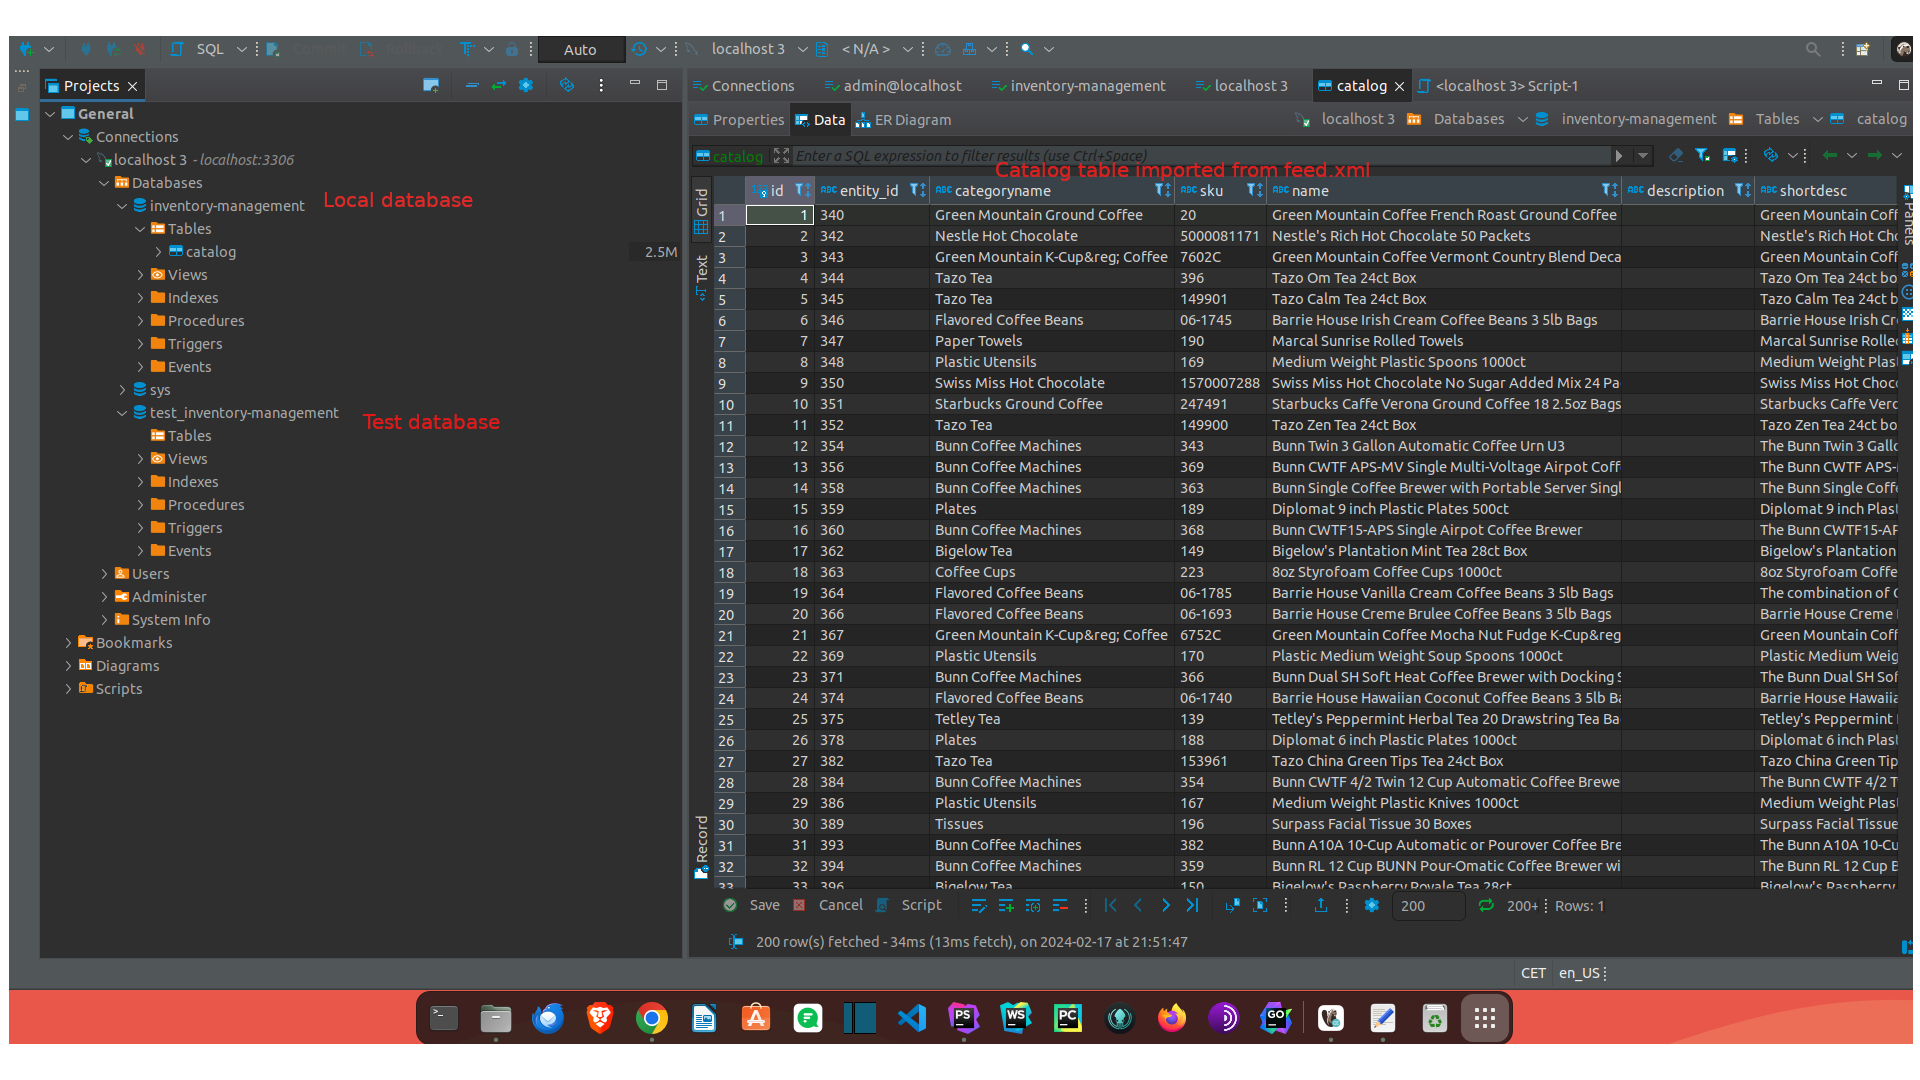 SQL
Auto
localhost 3
< N/A >
Projects
General
Connections
localhost 3 - localhost:3306
Databases
inventory-management
Local database
Tables
catalog
2.5M
Views
Indexes
Procedures
Triggers
Events
sys
test_inventory-management
Test database
Tables
Views
Indexes
Procedures
Triggers
Events
Users
Administer
System Info
Bookmarks
Diagrams
Scripts
Connections admin@localhost inventory-management localhost 3 catalog <localhost 3> Script-1
Properties Data ER Diagram localhost 3 Databases inventory-management Tables catalog
catalog Enter a SQL expression to filter results (use Ctrl+Space)
Catalog table imported from feed.xml
Grid
Text
Record
Panels
id entity_id categoryname sku name description shortdesc
1 1 340 Green Mountain Ground Coffee 20 Green Mountain Coffee French Roast Ground Coffee Green Mountain Coff
2 2 342 Nestle Hot Chocolate 5000081171 Nestle's Rich Hot Chocolate 50 Packets Nestle's Rich Hot Cho
3 3 343 Green Mountain K-Cup&reg; Coffee 7602C Green Mountain Coffee Vermont Country Blend Deca Green Mountain Coff
4 4 344 Tazo Tea 396 Tazo Om Tea 24ct Box Tazo Om Tea 24ct bo
5 5 345 Tazo Tea 149901 Tazo Calm Tea 24ct Box Tazo Calm Tea 24ct b
6 6 346 Flavored Coffee Beans 06-1745 Barrie House Irish Cream Coffee Beans 3 5lb Bags Barrie House Irish Cr
7 7 347 Paper Towels 190 Marcal Sunrise Rolled Towels Marcal Sunrise Rolle
8 8 348 Plastic Utensils 169 Medium Weight Plastic Spoons 1000ct Medium Weight Plas
9 9 350 Swiss Miss Hot Chocolate 1570007288 Swiss Miss Hot Chocolate No Sugar Added Mix 24 Pa Swiss Miss Hot Choc
10 10 351 Starbucks Ground Coffee 247491 Starbucks Caffe Verona Ground Coffee 18 2.5oz Bags Starbucks Caffe Verc
11 11 352 Tazo Tea 149900 Tazo Zen Tea 24ct Box Tazo Zen Tea 24ct bo
12 12 354 Bunn Coffee Machines 343 Bunn Twin 3 Gallon Automatic Coffee Urn U3 The Bunn Twin 3 Gallo
13 13 356 Bunn Coffee Machines 369 Bunn CWTF APS-MV Single Multi-Voltage Airpot Coff The Bunn CWTF APS-
14 14 358 Bunn Coffee Machines 363 Bunn Single Coffee Brewer with Portable Server Singl The Bunn Single Coff
15 15 359 Plates 189 Diplomat 9 inch Plastic Plates 500ct Diplomat 9 inch Plast
16 16 360 Bunn Coffee Machines 368 Bunn CWTF15-APS Single Airpot Coffee Brewer The Bunn CWTF15-AP
17 17 362 Bigelow Tea 149 Bigelow's Plantation Mint Tea 28ct Box Bigelow's Plantation
18 18 363 Coffee Cups 223 8oz Styrofoam Coffee Cups 1000ct 8oz Styrofoam Coffe
19 19 364 Flavored Coffee Beans 06-1785 Barrie House Vanilla Cream Coffee Beans 3 5lb Bags The combination of C
20 20 366 Flavored Coffee Beans 06-1693 Barrie House Creme Brulee Coffee Beans 3 5lb Bags Barrie House Creme
21 21 367 Green Mountain K-Cup&reg; Coffee 6752C Green Mountain Coffee Mocha Nut Fudge K-Cup&reg Green Mountain Coff
22 22 369 Plastic Utensils 170 Plastic Medium Weight Soup Spoons 1000ct Plastic Medium Weig
23 23 371 Bunn Coffee Machines 366 Bunn Dual SH Soft Heat Coffee Brewer with Docking S The Bunn Dual SH Sof
24 24 374 Flavored Coffee Beans 06-1740 Barrie House Hawaiian Coconut Coffee Beans 3 5lb Ba Barrie House Hawaiia
25 25 375 Tetley Tea 139 Tetley's Peppermint Herbal Tea 20 Drawstring Tea Ba Tetley's Peppermint
26 26 378 Plates 188 Diplomat 6 inch Plastic Plates 1000ct Diplomat 6 inch Plast
27 27 382 Tazo Tea 153961 Tazo China Green Tips Tea 24ct Box Tazo China Green Tip
28 28 384 Bunn Coffee Machines 354 Bunn CWTF 4/2 Twin 12 Cup Automatic Coffee Brewe The Bunn CWTF 4/2 T
29 29 386 Plastic Utensils 167 Medium Weight Plastic Knives 1000ct Medium Weight Plas
30 30 389 Tissues 196 Surpass Facial Tissue 30 Boxes Surpass Facial Tissue
31 31 393 Bunn Coffee Machines 382 Bunn A10A 10-Cup Automatic or Pourover Coffee Bre The Bunn A10A 10-Cu
32 32 394 Bunn Coffee Machines 359 Bunn RL 12 Cup BUNN Pour-Omatic Coffee Brewer wi The Bunn RL 12 Cup B
33 33 396 Bigelow Tea 150 Bigelow's Raspberry Royale Tea 28ct Bigelow's Raspberry
Save Cancel Script 200 200+ Rows: 1
200 row(s) fetched - 34ms (13ms fetch), on 2024-02-17 at 21:51:47
CET en_US
PS
WS
PC
GO